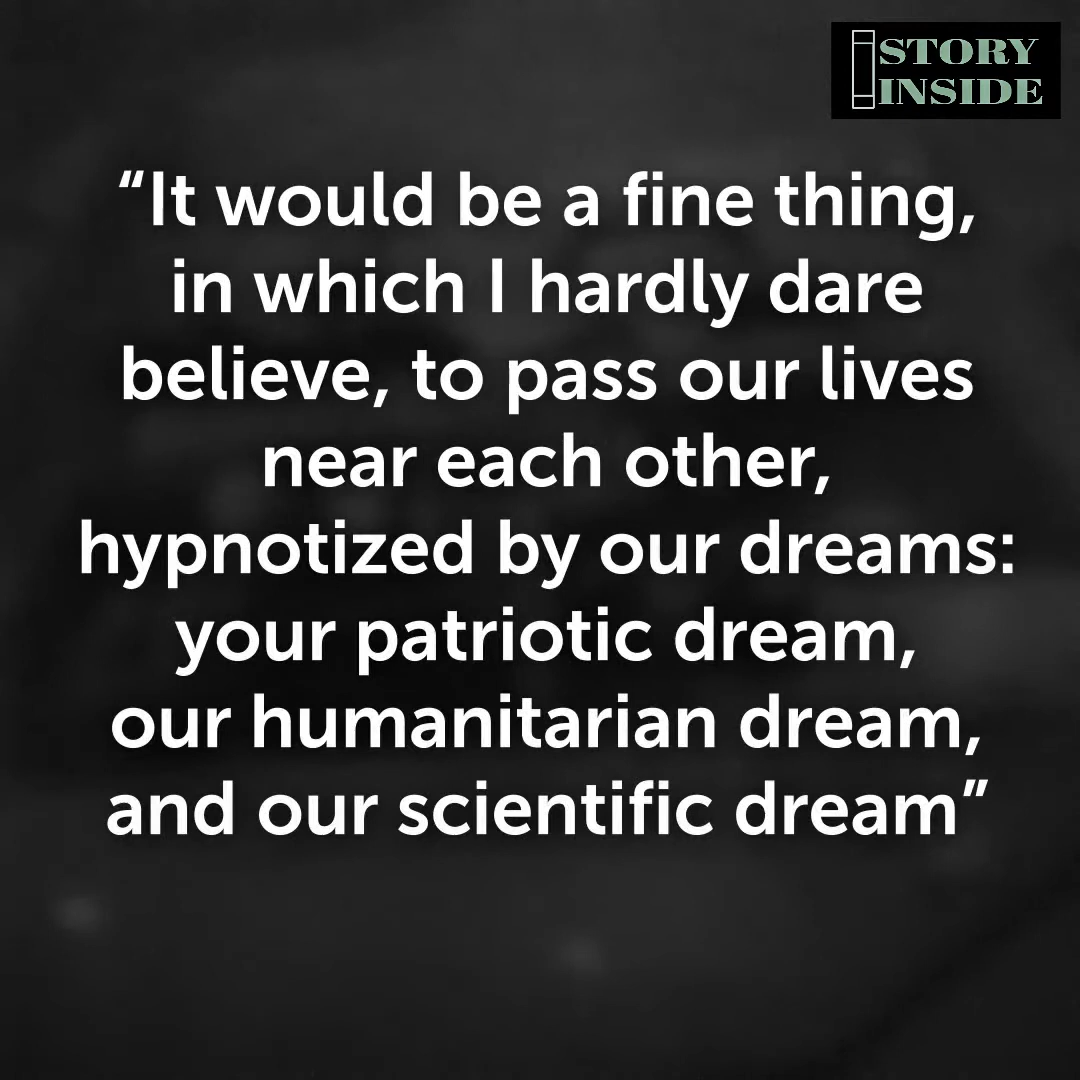 STORY
INSIDE
“It would be a fine thing,
in which I hardly dare
believe, to pass our lives
near each other,
hypnotized by our dreams:
your patriotic dream,
our humanitarian dream,
and our scientific dream”